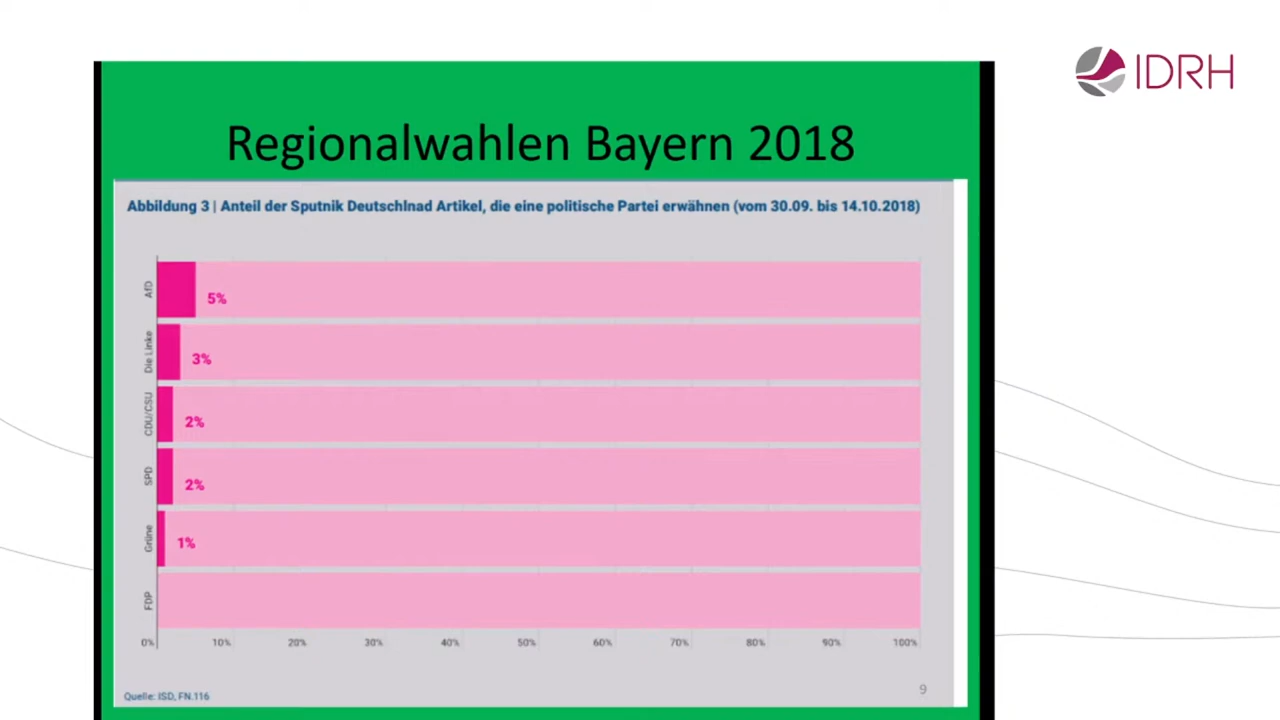 IDRH
Regionalwahlen Bayern 2018
Abbildung 3 | Anteil der Sputnik Deutschlnad Artikel, die eine politische Partei erwähnen (vom 30.09. bis 14.10.2018)
AfD
5%
Die Linke
3%
CDU/CSU
2%
SPD
2%
Grüne
1%
FDP
0% 10% 20% 30% 40% 50% 60% 70% 80% 90% 100%
Quelle: ISD, FN.116
9